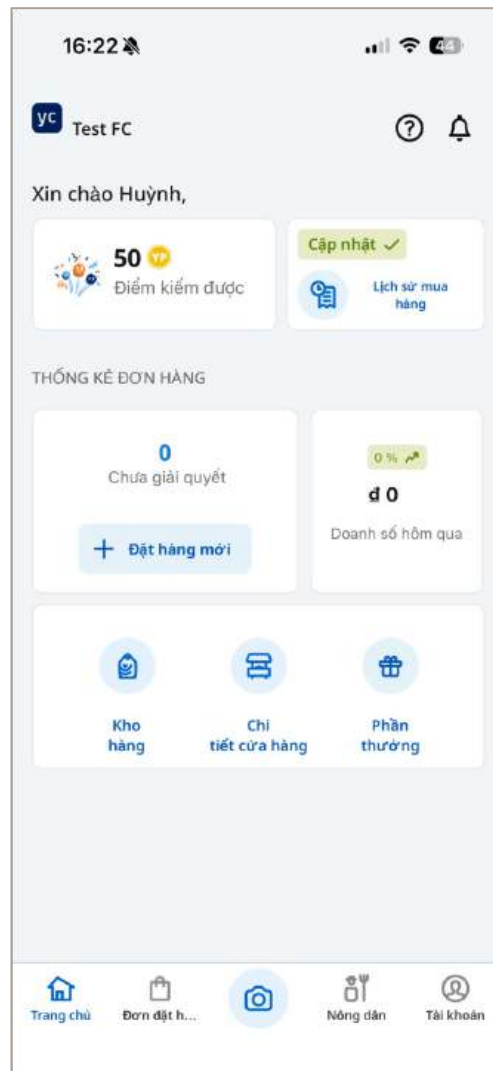 16:22
44
yc Test FC
Xin chào Huỳnh,
50 YP
Điểm kiếm được
Cập nhật
Lịch sử mua
hàng
THỐNG KÊ ĐƠN HÀNG
0
Chưa giải quyết
+ Đặt hàng mới
0 %
₫ 0
Doanh số hôm qua
Kho
hàng
Chi
tiết cửa hàng
Phần
thưởng
Trang chủ
Đơn đặt h...
Nông dân
Tài khoản